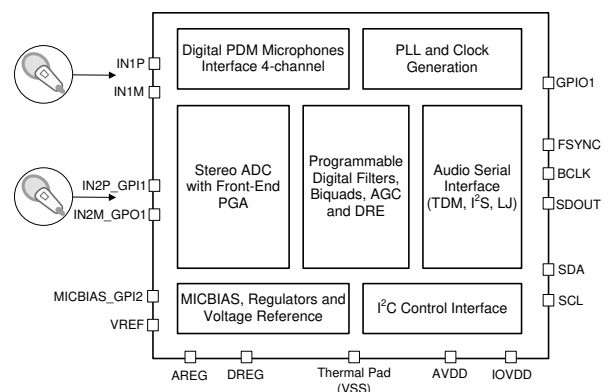 Digital PDM Microphones
Interface 4-channel
PLL and Clock
Generation
IN1P
IN1M
GPIO1
Stereo ADC
with Front-End
PGA
Programmable
Digital Filters,
Biquads, AGC
and DRE
Audio Serial
Interface
(TDM, I²S, LJ)
FSYNC
BCLK
SDOUT
IN2P_GPI1
IN2M_GPO1
SDA
SCL
MICBIAS_GPI2
VREF
MICBIAS, Regulators and
Voltage Reference
I²C Control Interface
AREG
DREG
Thermal Pad
(VSS)
AVDD
IOVDD